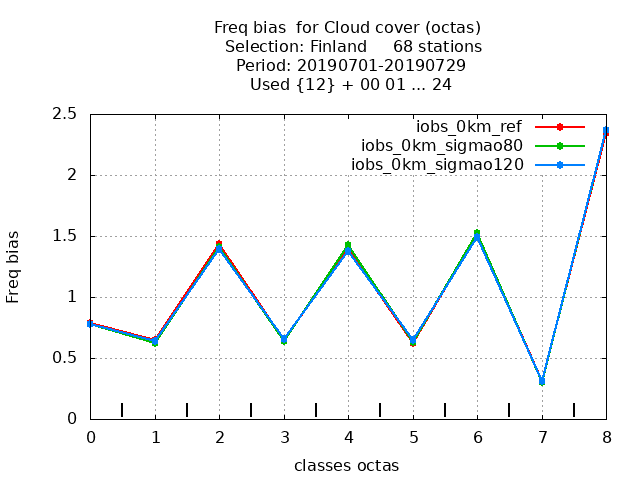 Freq bias  for Cloud cover (octas)
Selection: Finland     68 stations
Period: 20190701-20190729
Used {12} + 00 01 ... 24
2.5
2
1.5
1
0.5
0
Freq bias
iobs_0km_ref
iobs_0km_sigmao80
iobs_0km_sigmao120
0 1 2 3 4 5 6 7 8
classes octas